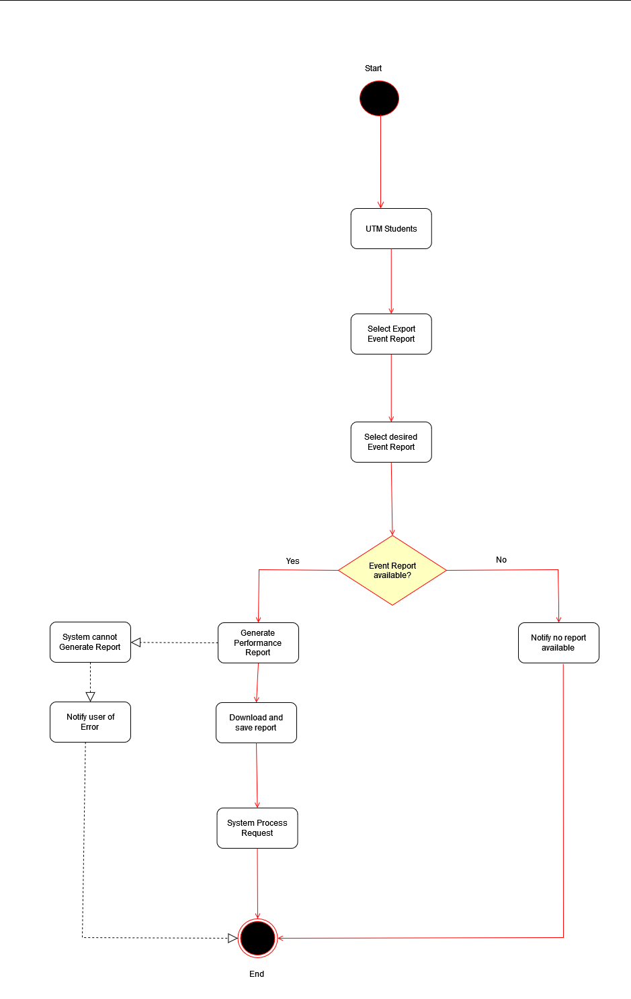 Start
UTM Students
Select Export
Event Report
Select desired
Event Report
Event Report
available?
Yes
No
System cannot
Generate Report
Generate
Performance
Report
Notify no report
available
Notify user of
Error
Download and
save report
System Process
Request
End